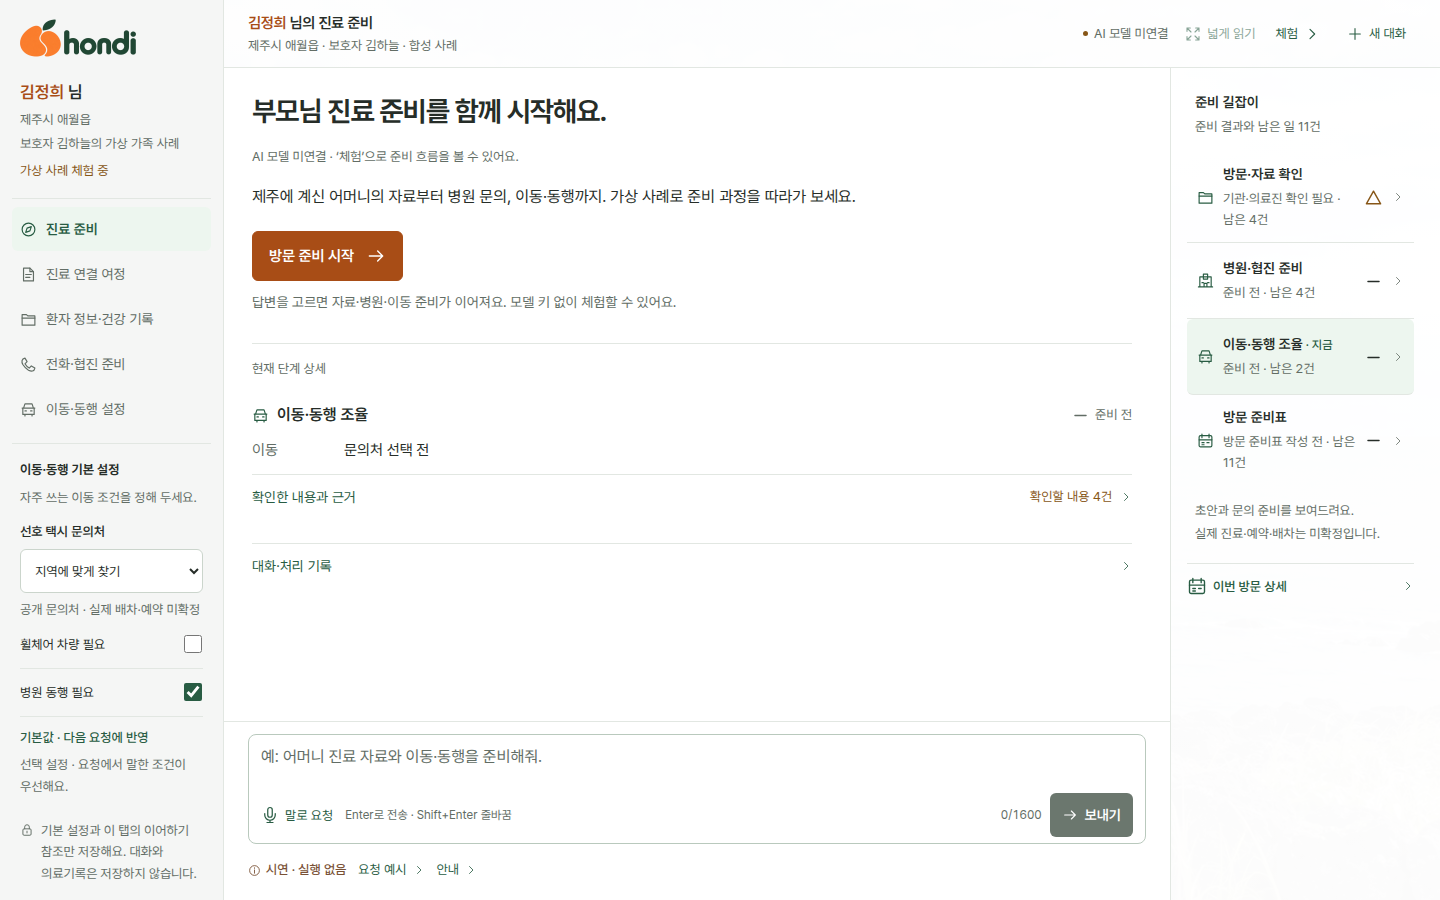 hondi
김정희 님
제주시 애월읍
보호자 김하늘의 가상 가족 사례
가상 사례 체험 중
진료 준비
진료 연결 여정
환자 정보·건강 기록
전화·협진 준비
이동·동행 설정
이동·동행 기본 설정
자주 쓰는 이동 조건을 정해 두세요.
선호 택시 문의처
지역에 맞게 찾기
공개 문의처 · 실제 배차·예약 미확정
휠체어 차량 필요
병원 동행 필요
기본값 · 다음 요청에 반영
선택 설정 · 요청에서 말한 조건이
우선해요.
기본 설정과 이 탭의 이어하기
참조만 저장해요. 대화와
의료기록은 저장하지 않습니다.
김정희 님의 진료 준비
제주시 애월읍 · 보호자 김하늘 · 합성 사례
AI 모델 미연결
넓게 읽기
체험
새 대화
부모님 진료 준비를 함께 시작해요.
AI 모델 미연결 · ‘체험’으로 준비 흐름을 볼 수 있어요.
제주에 계신 어머니의 자료부터 병원 문의, 이동·동행까지. 가상 사례로 준비 과정을 따라가 보세요.
방문 준비 시작
답변을 고르면 자료·병원·이동 준비가 이어져요. 모델 키 없이 체험할 수 있어요.
현재 단계 상세
이동·동행 조율
준비 전
이동 문의처 선택 전
확인한 내용과 근거
확인할 내용 4건
대화·처리 기록
예: 어머니 진료 자료와 이동·동행을 준비해줘.
말로 요청
Enter로 전송 · Shift+Enter 줄바꿈
0/1600
보내기
시연 · 실행 없음
요청 예시
안내
준비 길잡이
준비 결과와 남은 일 11건
방문·자료 확인
기관·의료진 확인 필요 ·
남은 4건
병원·협진 준비
준비 전 · 남은 4건
이동·동행 조율 · 지금
준비 전 · 남은 2건
방문 준비표
방문 준비표 작성 전 · 남은
11건
초안과 문의 준비를 보여드려요.
실제 진료·예약·배차는 미확정입니다.
이번 방문 상세